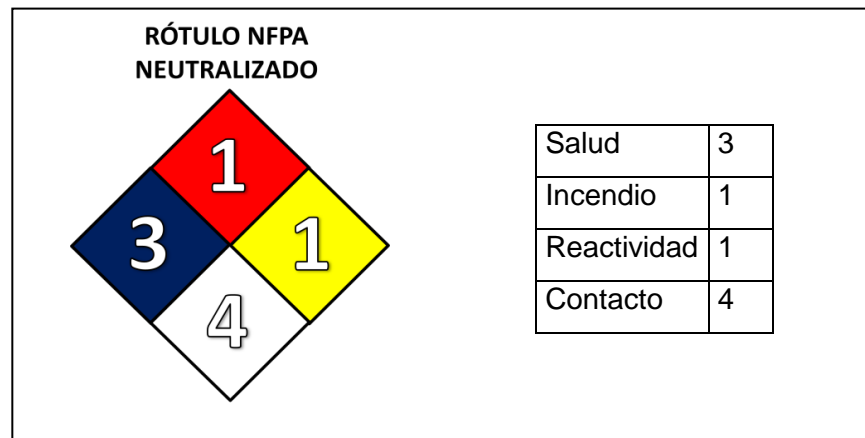 RÓTULO NFPA
NEUTRALIZADO
1
3
1
4
Salud 3
Incendio 1
Reactividad 1
Contacto 4